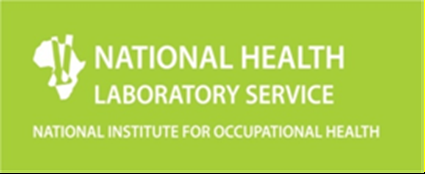 NATIONAL HEALTH
LABORATORY SERVICE
NATIONAL INSTITUTE FOR OCCUPATIONAL HEALTH